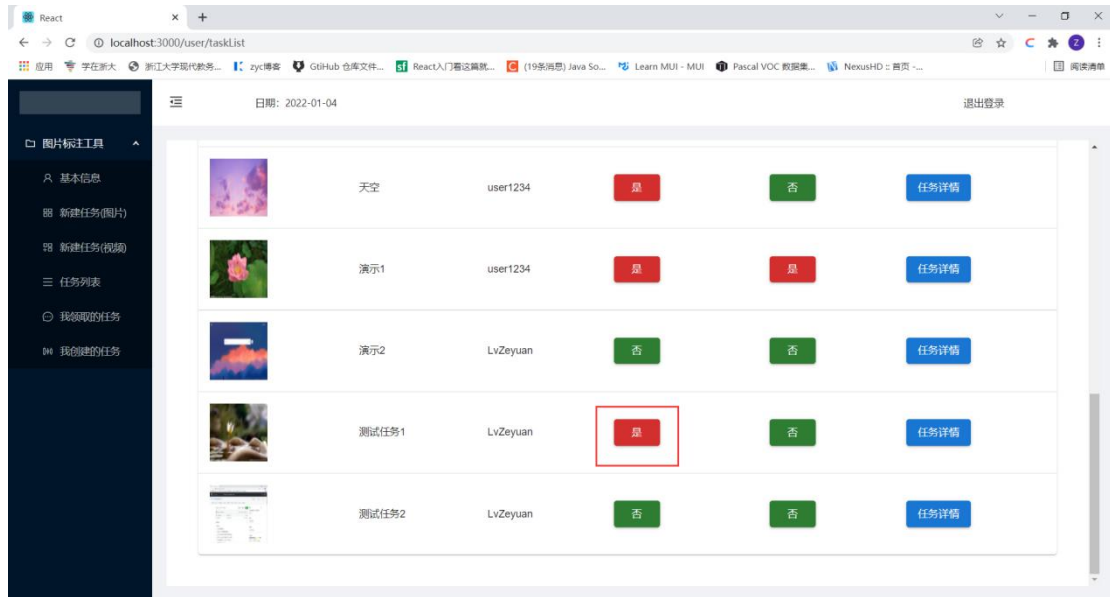 React
localhost:3000/user/taskList
应用 学在浙大 浙江大学现代教务... zyc博客 GtiHub 仓库文件... React入门看这篇就... (19条消息) Java So... Learn MUI - MUI Pascal VOC 数据集... NexusHD :: 首页 -... 阅读清单
日期：2022-01-04 退出登录
图片标注工具
基本信息
新建任务(图片)
新建任务(视频)
任务列表
我领取的任务
我创建的任务
天空 user1234 是 否 任务详情
演示1 user1234 是 是 任务详情
演示2 LvZeyuan 否 否 任务详情
测试任务1 LvZeyuan 是 否 任务详情
测试任务2 LvZeyuan 否 否 任务详情